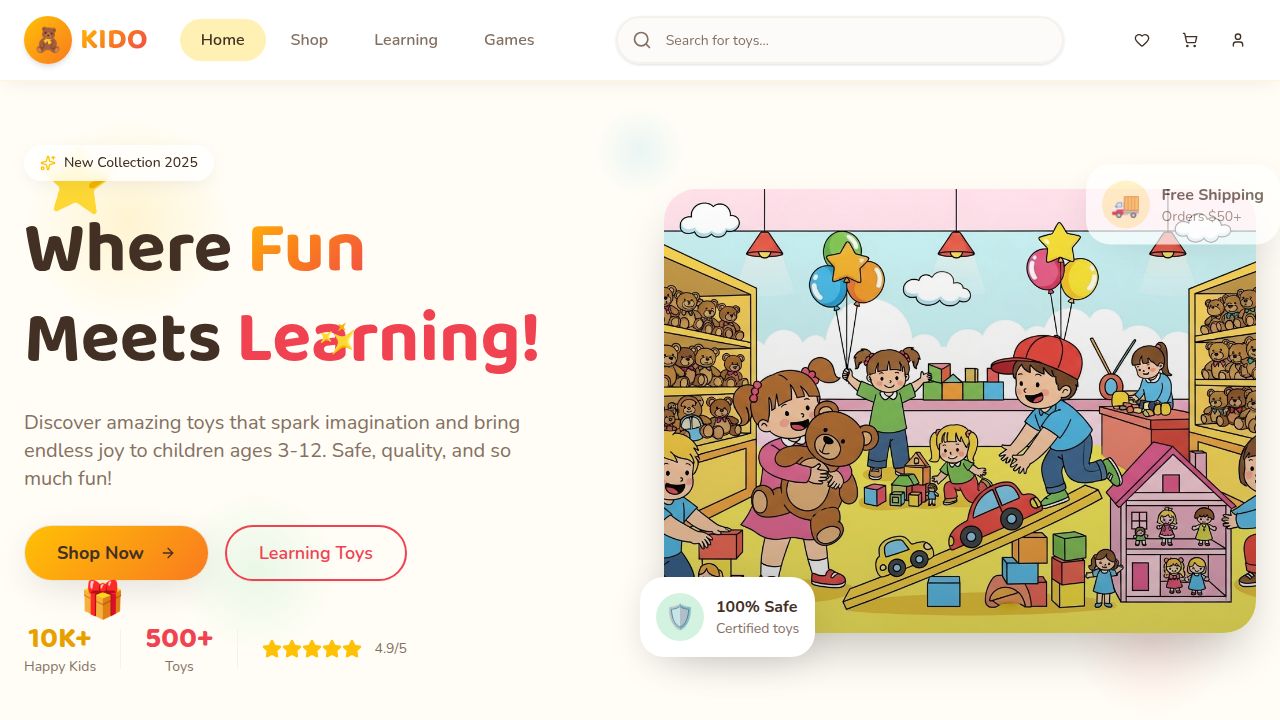 KIDO
Home
Shop
Learning
Games
Search for toys...
New Collection 2025
Where Fun
Meets Learning!
Discover amazing toys that spark imagination and bring
endless joy to children ages 3-12. Safe, quality, and so
much fun!
Shop Now
Learning Toys
10K+
Happy Kids
500+
Toys
4.9/5
Free Shipping
Orders $50+
100% Safe
Certified toys